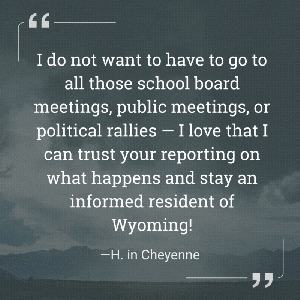 “
I do not want to have to go to
all those school board
meetings, public meetings, or
political rallies — I love that I
can trust your reporting on
what happens and stay an
informed resident of
Wyoming!
—H. in Cheyenne
”